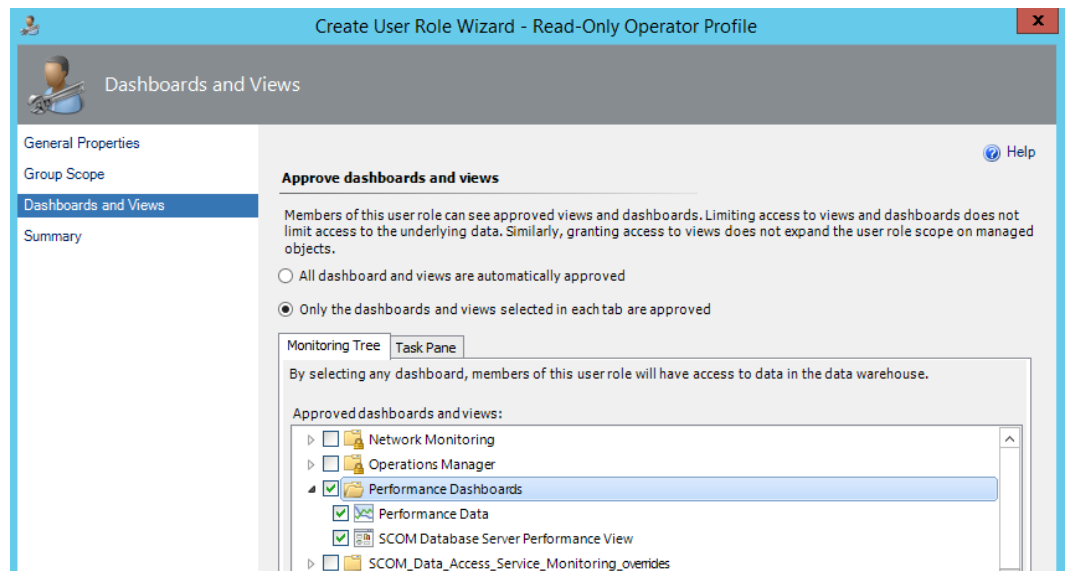 Create User Role Wizard - Read-Only Operator Profile
x
Dashboards and Views
General Properties
Group Scope
Dashboards and Views
Summary
Help
Approve dashboards and views
Members of this user role can see approved views and dashboards. Limiting access to views and dashboards does not
limit access to the underlying data. Similarly, granting access to views does not expand the user role scope on managed
objects.
All dashboard and views are automatically approved
Only the dashboards and views selected in each tab are approved
Monitoring Tree
Task Pane
By selecting any dashboard, members of this user role will have access to data in the data warehouse.
Approved dashboards and views:
Network Monitoring
Operations Manager
Performance Dashboards
Performance Data
SCOM Database Server Performance View
SCOM_Data_Access_Service_Monitoring_overrides